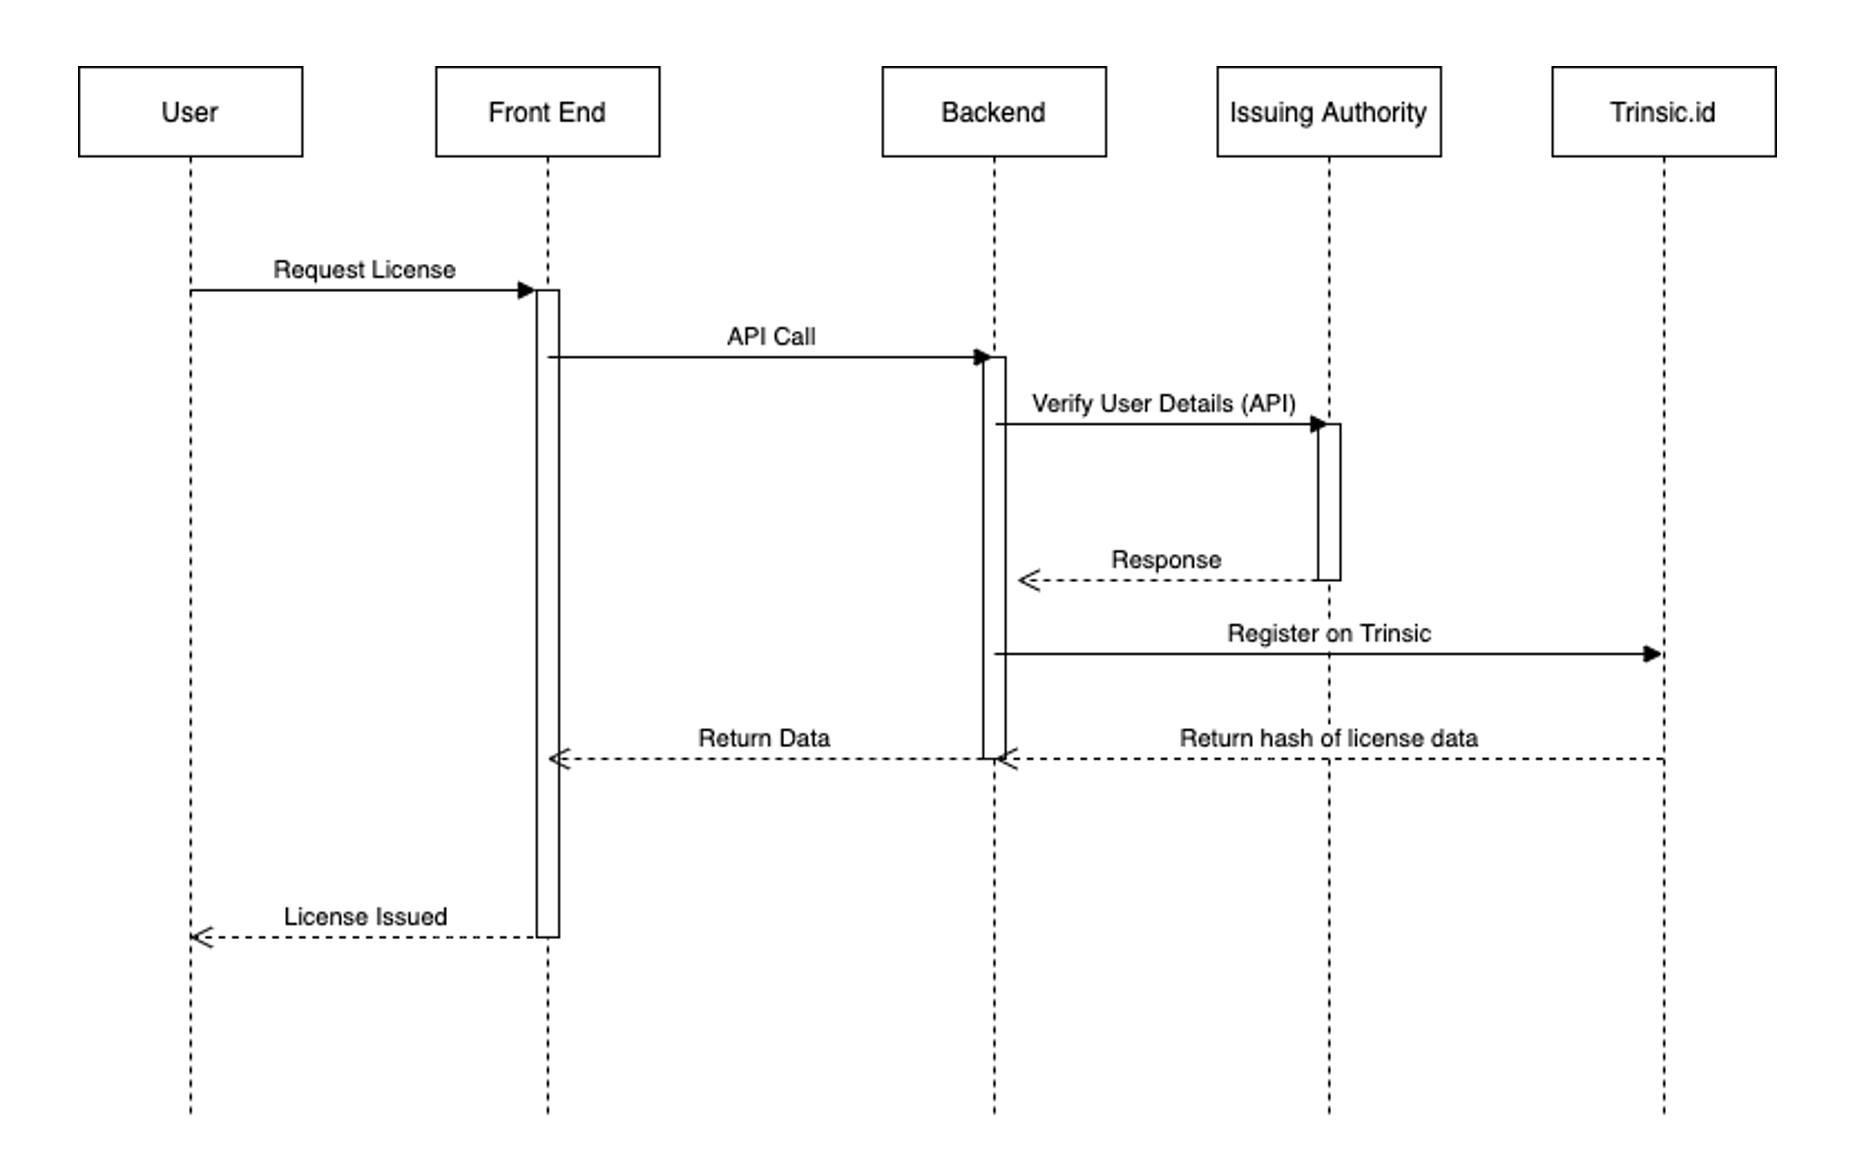 User
Front End
Backend
Issuing Authority
Trinsic.id
Request License
API Call
Verify User Details (API)
Response
Register on Trinsic
Return Data
Return hash of license data
License Issued